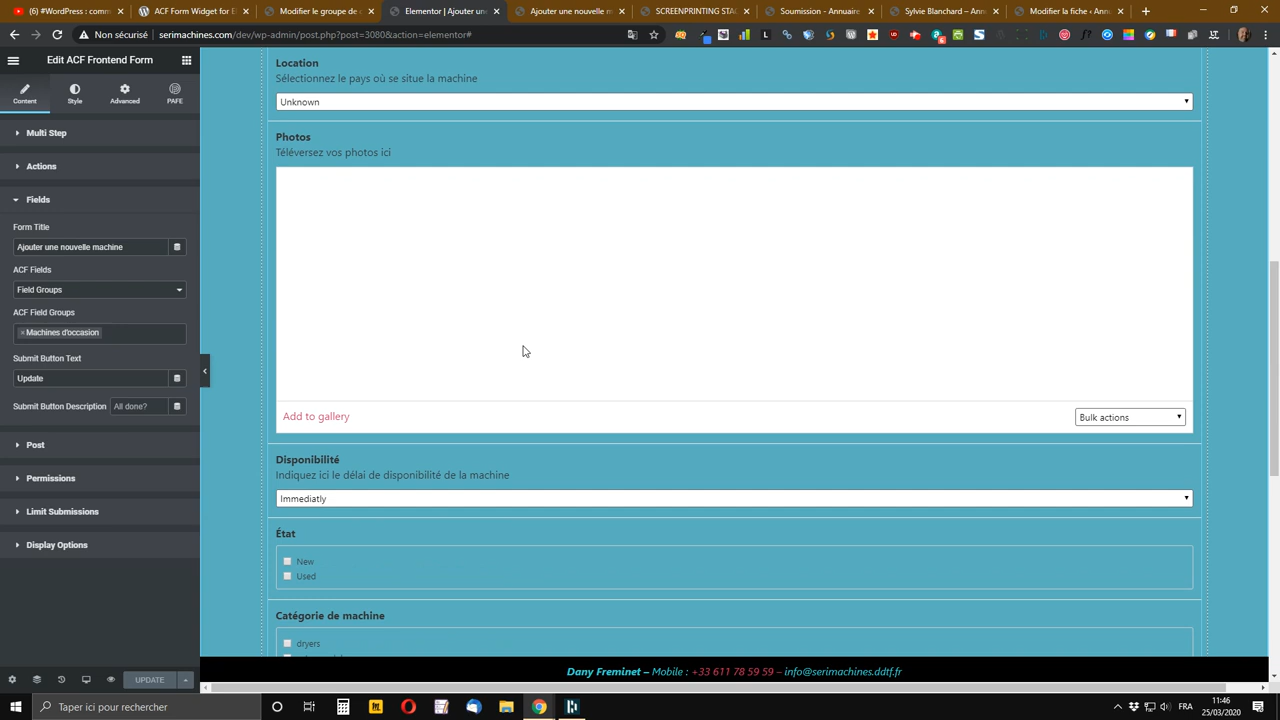 (6) #WordPress : comm
ACF Form Widget for E
Modifier le groupe de c
Elementor | Ajouter une
Ajouter une nouvelle m
SCREENPRINTING STAG
Soumission - Annuaire
Sylvie Blanchard – Anno
Modifier la fiche ‹ Annu
Non sécurisé | serimachines.com/dev/wp-admin/post.php?post=3080&action=elementor#
Edit ACF Frontend Form
Content
Style
Advanced
PAFE
Multi Step
Actions
Fields
Form Title
Ajouter une nouvelle machine
ACF Fields
Field Groups
ACF Field Groups
× Machines d'occasion
Submit Button Text
Update
Submit Button Description All done?
Post
Permissions
Limit Submissions
Display Options
UPDATE
Location
Sélectionnez le pays où se situe la machine
Unknown
Photos
Téléversez vos photos ici
Add to gallery
Bulk actions
Disponibilité
Indiquez ici le délai de disponibilité de la machine
Immediatly
État
New
Used
Catégorie de machine
dryers
Dany Freminet – Mobile : +33 611 78 59 59 – info@serimachines.ddtf.fr
Taper ici pour rechercher
FRA
11:46
25/03/2020